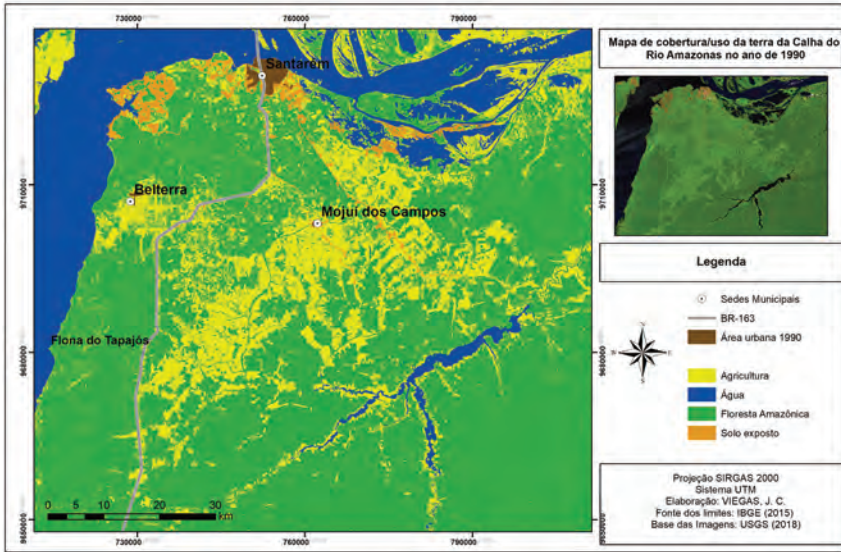 730000
760000
790000
Santarém
Belterra
Mojuí dos Campos
Flona do Tapajós
9710000
9680000
9650000
9710000
9680000
9650000
0 5 10 20 30
km
730000
760000
790000
Mapa de cobertura/uso da terra da Calha do
Rio Amazonas no ano de 1990
Legenda
Sedes Municipais
BR-163
Área urbana 1990
Agricultura
Água
Floresta Amazônica
Solo exposto
N
W
E
S
Projeção SIRGAS 2000
Sistema UTM
Elaboração: VIEGAS, J. C.
Fonte dos limites: IBGE (2015)
Base das Imagens: USGS (2018)